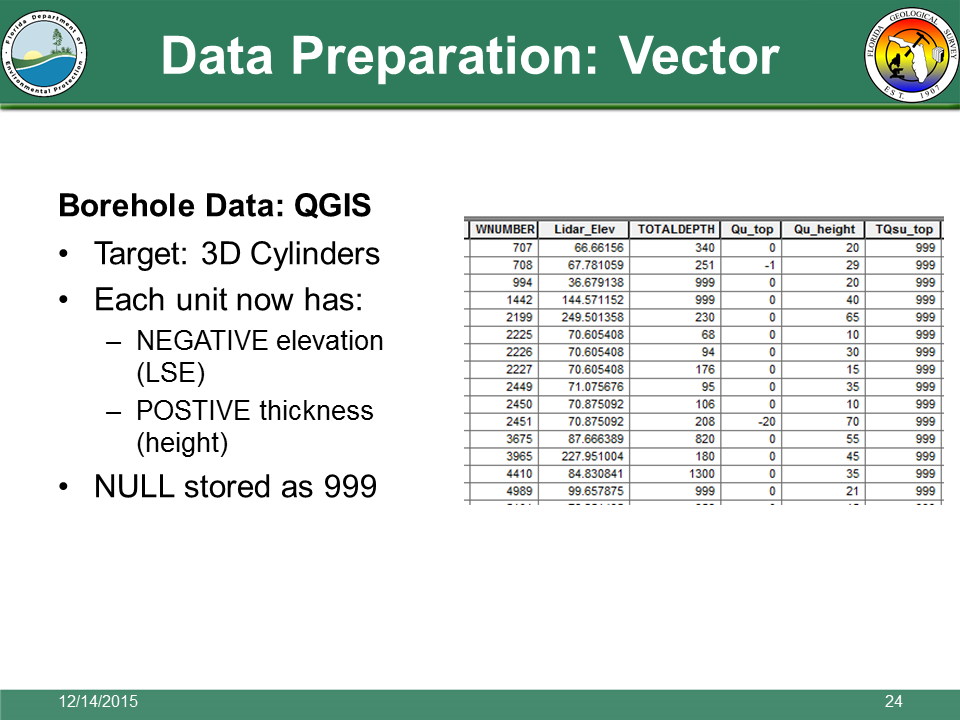 Data Preparation: Vector
Florida Department of
Environmental Protection
FLORIDA GEOLOGICAL SURVEY
EST. 1907
Borehole Data: QGIS
• Target: 3D Cylinders
• Each unit now has:
– NEGATIVE elevation
(LSE)
– POSTIVE thickness
(height)
• NULL stored as 999
WNUMBER Lidar_Elev TOTALDEPTH Qu_top Qu_height TQsu_top
707 66.66156 340 0 20 999
708 67.781059 251 -1 29 999
994 36.679138 999 0 20 999
1442 144.571152 999 0 40 999
2199 249.501358 230 0 65 999
2225 70.605408 68 0 10 999
2226 70.605408 94 0 30 999
2227 70.605408 176 0 15 999
2449 71.075676 95 0 35 999
2450 70.875092 106 0 10 999
2451 70.875092 208 -20 70 999
3675 87.666389 820 0 55 999
3965 227.951004 180 0 45 999
4410 84.830841 1300 0 35 999
4989 99.657875 999 0 21 999
12/14/2015
24